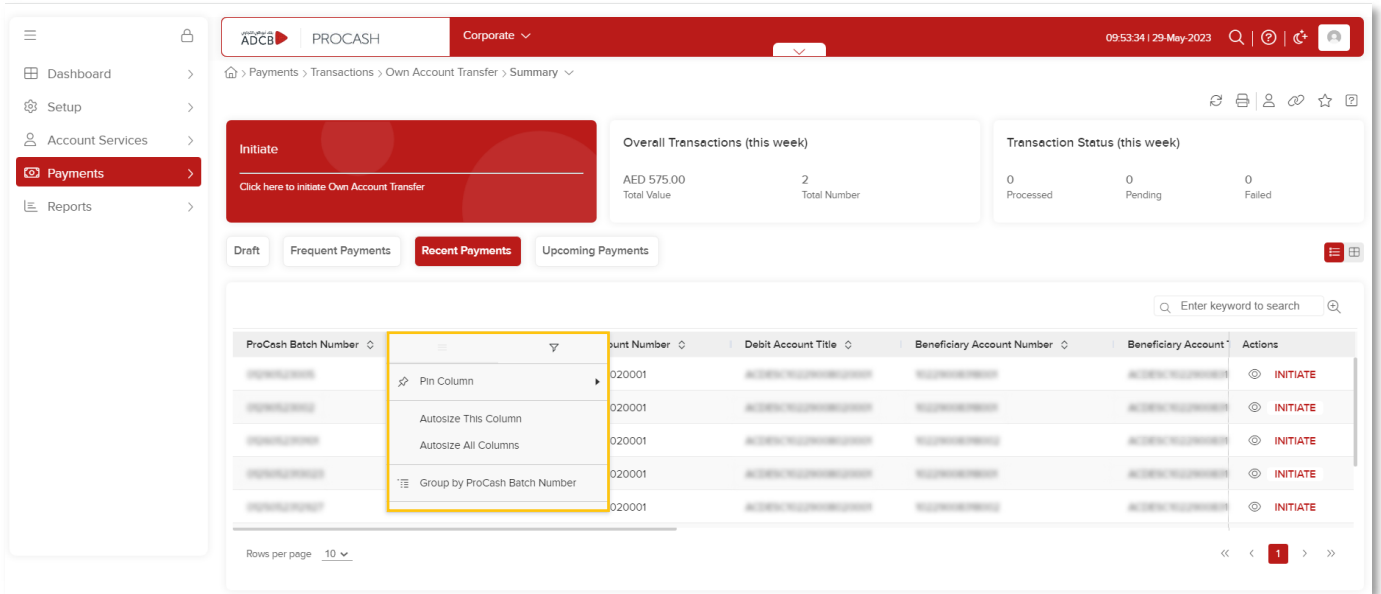 بنك أبوظبي التجاري
ADCB PROCASH Corporate 09:53:34 | 29-May-2023
Dashboard
Setup
Account Services
Payments
Reports
Payments > Transactions > Own Account Transfer > Summary
Initiate
Click here to initiate Own Account Transfer
Overall Transactions (this week)
AED 575.00 2
Total Value Total Number
Transaction Status (this week)
0 0 0
Processed Pending Failed
Draft Frequent Payments Recent Payments Upcoming Payments
Enter keyword to search
ProCash Batch Number ount Number Debit Account Title Beneficiary Account Number Beneficiary Account Actions
Pin Column
Autosize This Column
Autosize All Columns
Group by ProCash Batch Number
020001 INITIATE
020001 INITIATE
020001 INITIATE
020001 INITIATE
020001 INITIATE
Rows per page 10 1